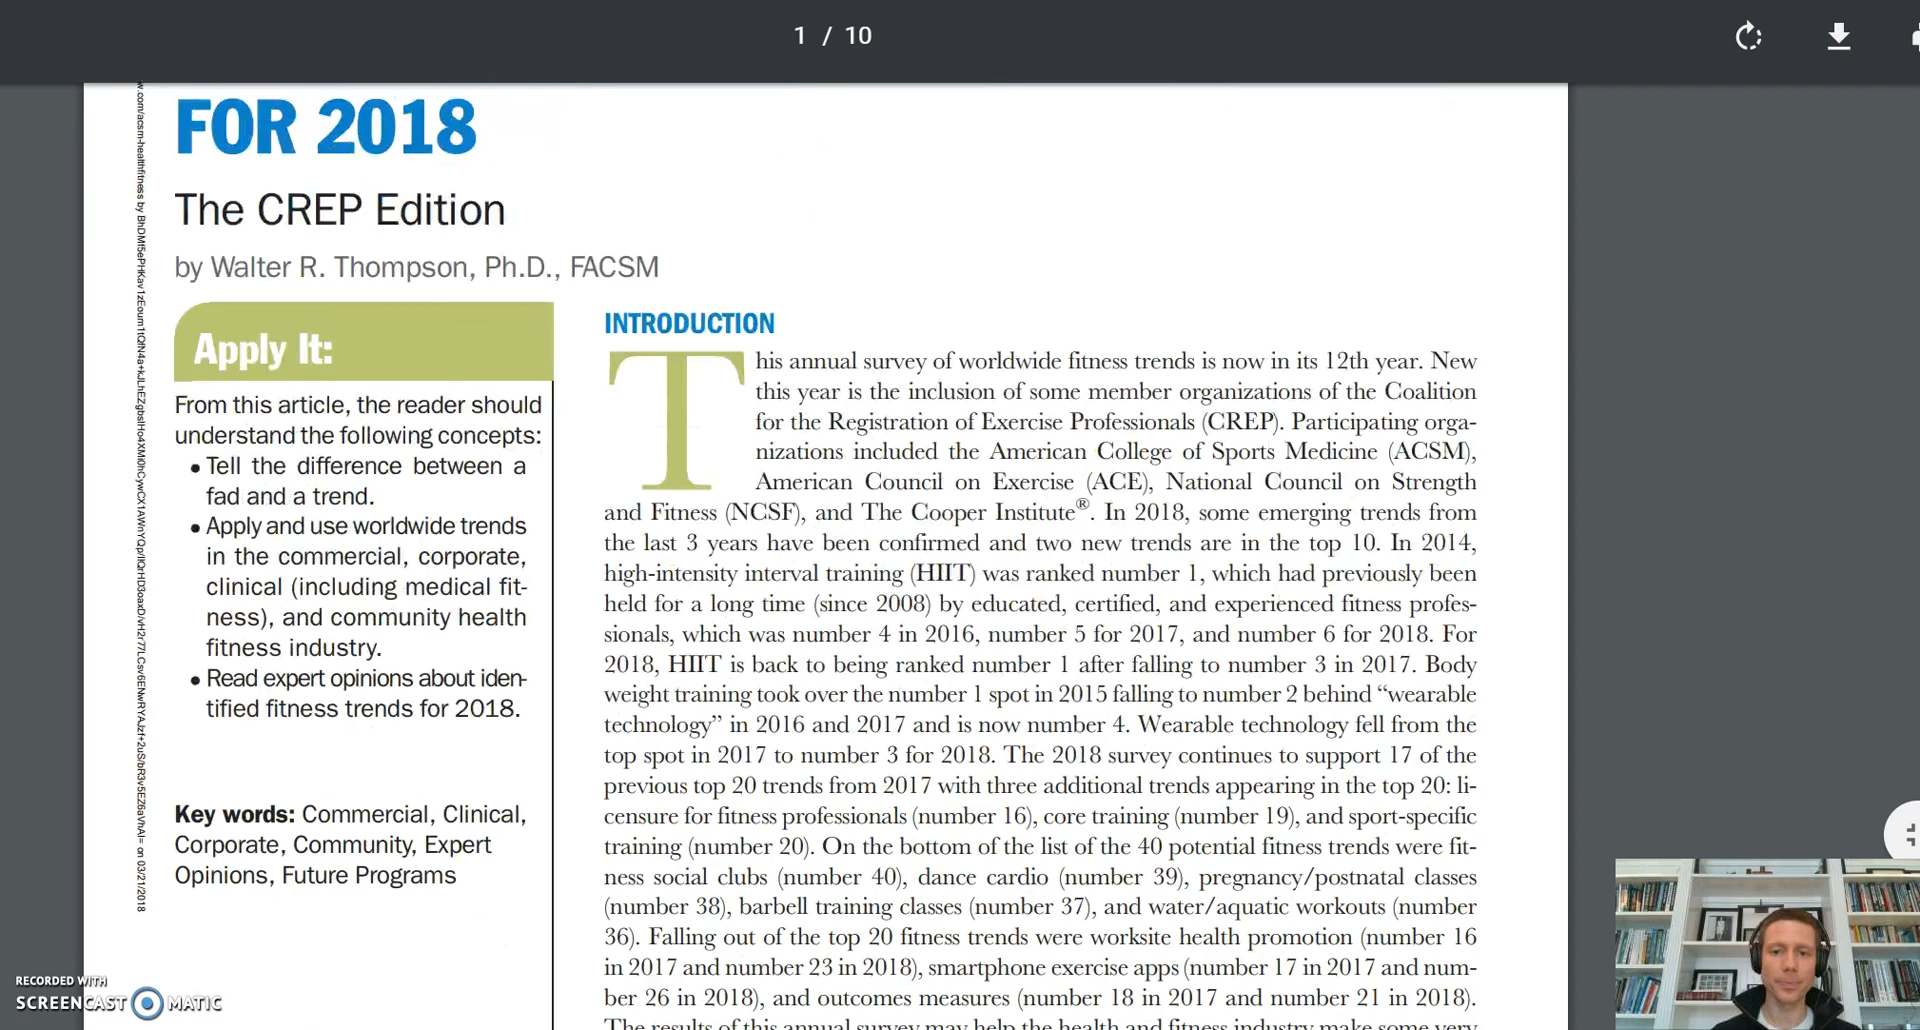 1 / 10
FOR 2018
The CREP Edition
by Walter R. Thompson, Ph.D., FACSM
Apply It:
From this article, the reader should
understand the following concepts:
• Tell the difference between a
fad and a trend.
• Apply and use worldwide trends
in the commercial, corporate,
clinical (including medical fit-
ness), and community health
fitness industry.
• Read expert opinions about iden-
tified fitness trends for 2018.
Key words: Commercial, Clinical,
Corporate, Community, Expert
Opinions, Future Programs
INTRODUCTION
This annual survey of worldwide fitness trends is now in its 12th year. New
this year is the inclusion of some member organizations of the Coalition
for the Registration of Exercise Professionals (CREP). Participating orga-
nizations included the American College of Sports Medicine (ACSM),
American Council on Exercise (ACE), National Council on Strength
and Fitness (NCSF), and The Cooper Institute®. In 2018, some emerging trends from
the last 3 years have been confirmed and two new trends are in the top 10. In 2014,
high-intensity interval training (HIIT) was ranked number 1, which had previously been
held for a long time (since 2008) by educated, certified, and experienced fitness profes-
sionals, which was number 4 in 2016, number 5 for 2017, and number 6 for 2018. For
2018, HIIT is back to being ranked number 1 after falling to number 3 in 2017. Body
weight training took over the number 1 spot in 2015 falling to number 2 behind “wearable
technology” in 2016 and 2017 and is now number 4. Wearable technology fell from the
top spot in 2017 to number 3 for 2018. The 2018 survey continues to support 17 of the
previous top 20 trends from 2017 with three additional trends appearing in the top 20: li-
censure for fitness professionals (number 16), core training (number 19), and sport-specific
training (number 20). On the bottom of the list of the 40 potential fitness trends were fit-
ness social clubs (number 40), dance cardio (number 39), pregnancy/postnatal classes
(number 38), barbell training classes (number 37), and water/aquatic workouts (number
36). Falling out of the top 20 fitness trends were worksite health promotion (number 16
in 2017 and number 23 in 2018), smartphone exercise apps (number 17 in 2017 and num-
ber 26 in 2018), and outcomes measures (number 18 in 2017 and number 21 in 2018).
The results of this annual survey may help the health and fitness industry make some very
on 03/21/2018
RECORDED WITH
SCREENCAST MATIC